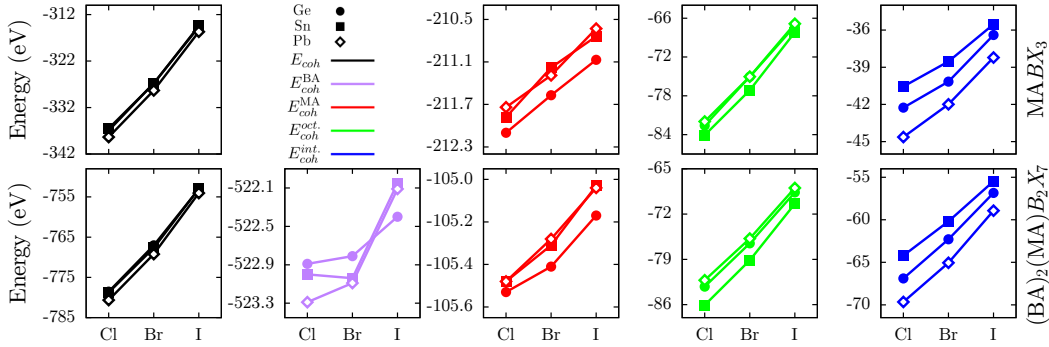 Energy (eV)
-312
-322
-332
-342
Ge
Sn
Pb
E_coh
E_coh^BA
E_coh^MA
E_coh^oct.
E_coh^int.
-210.5
-211.1
-211.7
-212.3
-66
-72
-78
-84
-36
-39
-42
-45
MABX₃
Energy (eV)
-755
-765
-775
-785
Cl Br I
-522.1
-522.5
-522.9
-523.3
Cl Br I
-105.0
-105.2
-105.4
-105.6
Cl Br I
-65
-72
-79
-86
Cl Br I
-55
-60
-65
-70
Cl Br I
(BA)₂(MA)B₂X₇